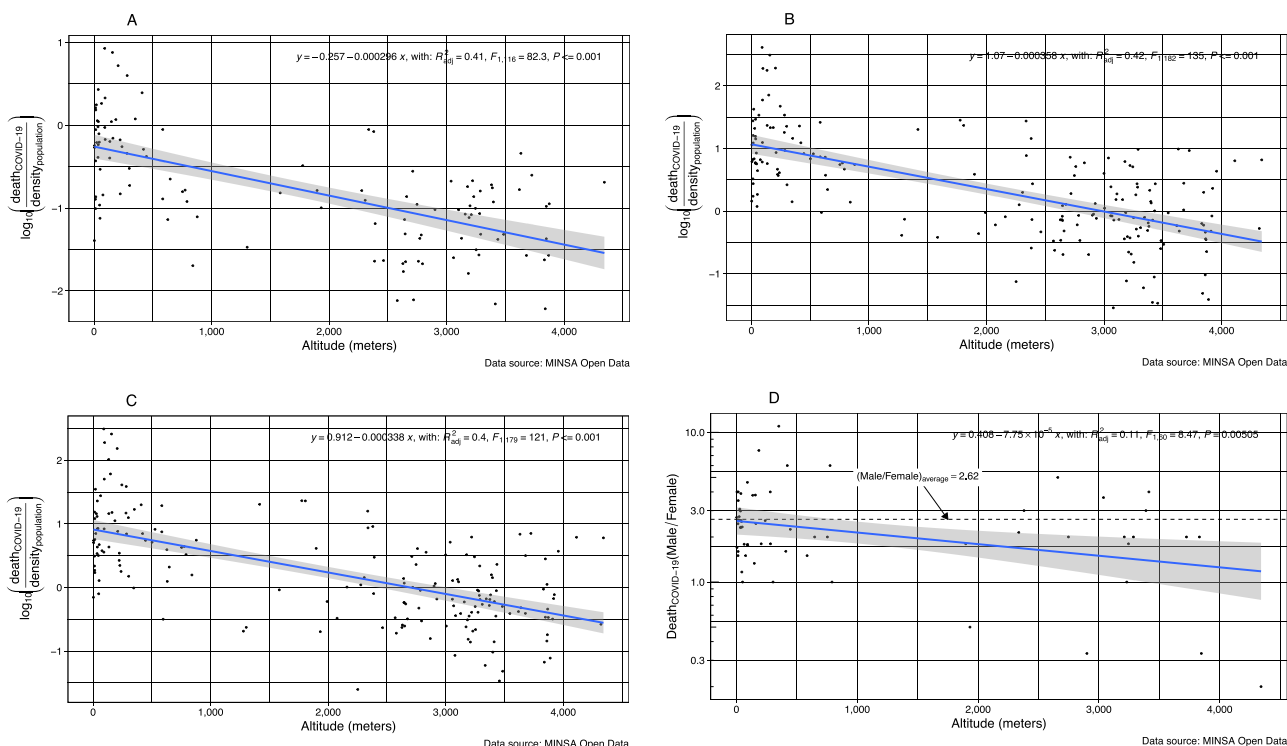 A
y = −0.257−0.000296 x, with: R²adj = 0.41, F1,116 = 82.3, P <= 0.001
1
0
−1
−2
log10(deathCOVID−19 / densitypopulation)
0 1,000 2,000 3,000 4,000
Altitude (meters)
Data source: MINSA Open Data
B
y = 1.07−0.000358 x, with: R²adj = 0.42, F1,182 = 135, P <= 0.001
2
1
0
−1
log10(deathCOVID−19 / densitypopulation)
0 1,000 2,000 3,000 4,000
Altitude (meters)
Data source: MINSA Open Data
C
y = 0.912−0.000338 x, with: R²adj = 0.4, F1,179 = 121, P <= 0.001
2
1
0
−1
log10(deathCOVID−19 / densitypopulation)
0 1,000 2,000 3,000 4,000
Altitude (meters)
Data source: MINSA Open Data
D
y = 0.408−7.75×10⁻⁵ x, with: R²adj = 0.11, F1,60 = 8.47, P = 0.00505
(Male/Female)average = 2.62
10.0
3.0
1.0
0.3
DeathCOVID−19(Male/Female)
0 1,000 2,000 3,000 4,000
Altitude (meters)
Data source: MINSA Open Data